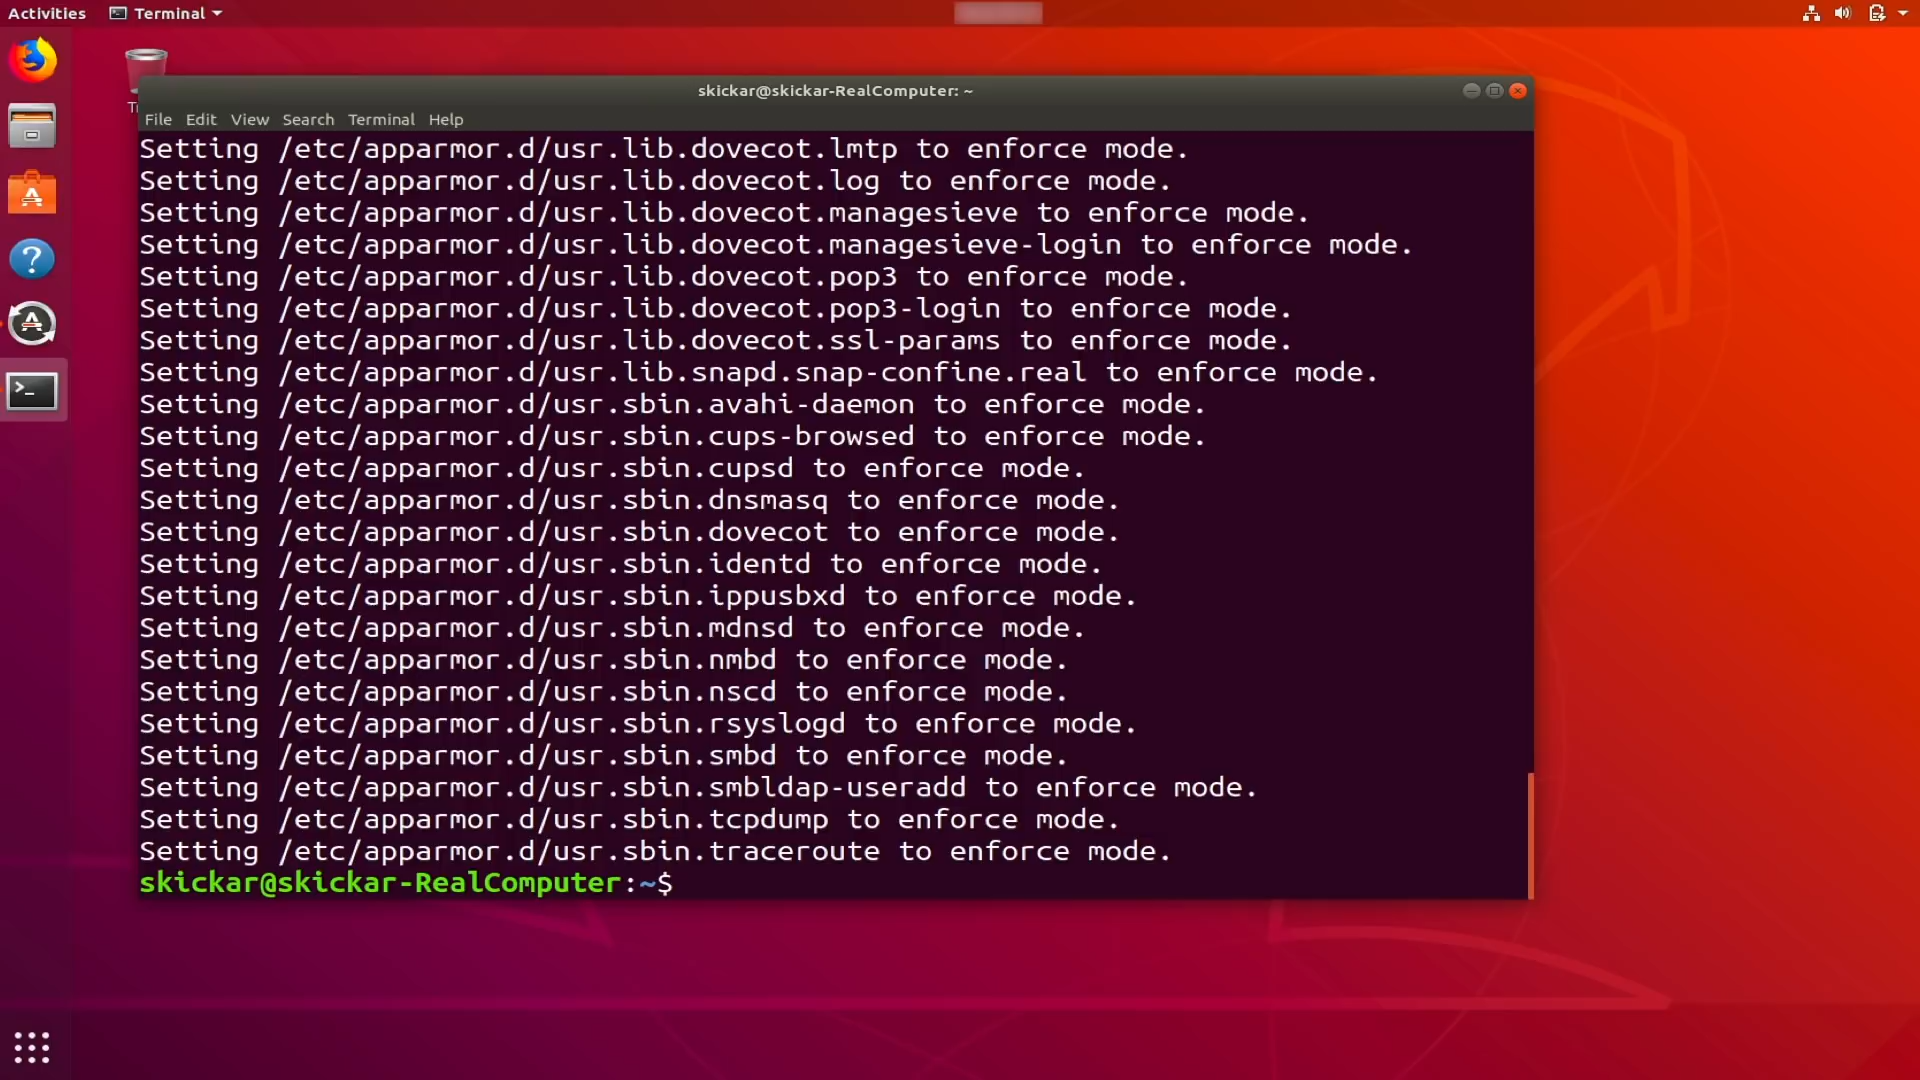 Activities Terminal
skickar@skickar-RealComputer: ~
File Edit View Search Terminal Help
Setting /etc/apparmor.d/usr.lib.dovecot.lmtp to enforce mode.
Setting /etc/apparmor.d/usr.lib.dovecot.log to enforce mode.
Setting /etc/apparmor.d/usr.lib.dovecot.managesieve to enforce mode.
Setting /etc/apparmor.d/usr.lib.dovecot.managesieve-login to enforce mode.
Setting /etc/apparmor.d/usr.lib.dovecot.pop3 to enforce mode.
Setting /etc/apparmor.d/usr.lib.dovecot.pop3-login to enforce mode.
Setting /etc/apparmor.d/usr.lib.dovecot.ssl-params to enforce mode.
Setting /etc/apparmor.d/usr.lib.snapd.snap-confine.real to enforce mode.
Setting /etc/apparmor.d/usr.sbin.avahi-daemon to enforce mode.
Setting /etc/apparmor.d/usr.sbin.cups-browsed to enforce mode.
Setting /etc/apparmor.d/usr.sbin.cupsd to enforce mode.
Setting /etc/apparmor.d/usr.sbin.dnsmasq to enforce mode.
Setting /etc/apparmor.d/usr.sbin.dovecot to enforce mode.
Setting /etc/apparmor.d/usr.sbin.identd to enforce mode.
Setting /etc/apparmor.d/usr.sbin.ippusbxd to enforce mode.
Setting /etc/apparmor.d/usr.sbin.mdnsd to enforce mode.
Setting /etc/apparmor.d/usr.sbin.nmbd to enforce mode.
Setting /etc/apparmor.d/usr.sbin.nscd to enforce mode.
Setting /etc/apparmor.d/usr.sbin.rsyslogd to enforce mode.
Setting /etc/apparmor.d/usr.sbin.smbd to enforce mode.
Setting /etc/apparmor.d/usr.sbin.smbldap-useradd to enforce mode.
Setting /etc/apparmor.d/usr.sbin.tcpdump to enforce mode.
Setting /etc/apparmor.d/usr.sbin.traceroute to enforce mode.
skickar@skickar-RealComputer:~$